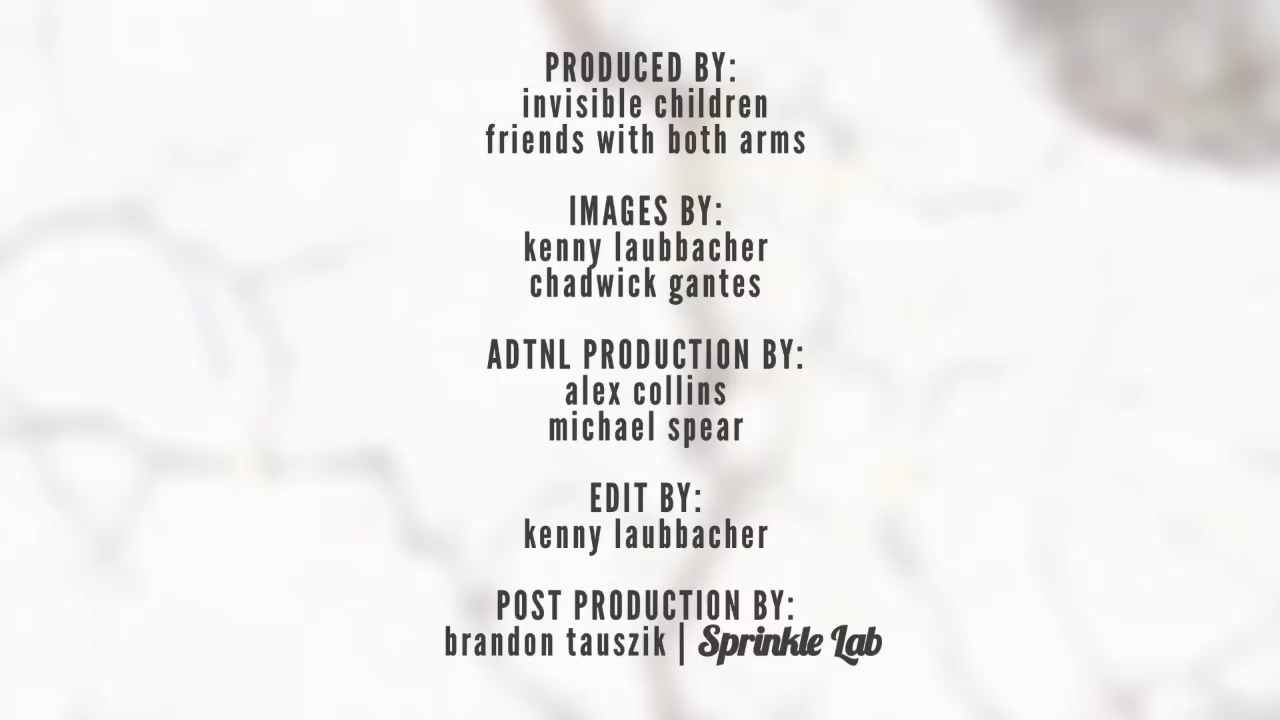 PRODUCED BY:
invisible children
friends with both arms
IMAGES BY:
kenny laubbacher
chadwick gantes
ADTNL PRODUCTION BY:
alex collins
michael spear
EDIT BY:
kenny laubbacher
POST PRODUCTION BY:
brandon tauszik | Sprinkle Lab